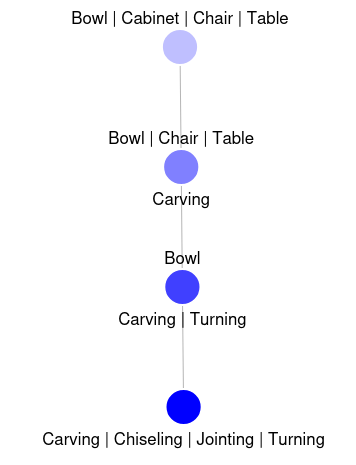 Bowl | Cabinet | Chair | Table
Bowl | Chair | Table
Carving
Bowl
Carving | Turning
Carving | Chiseling | Jointing | Turning